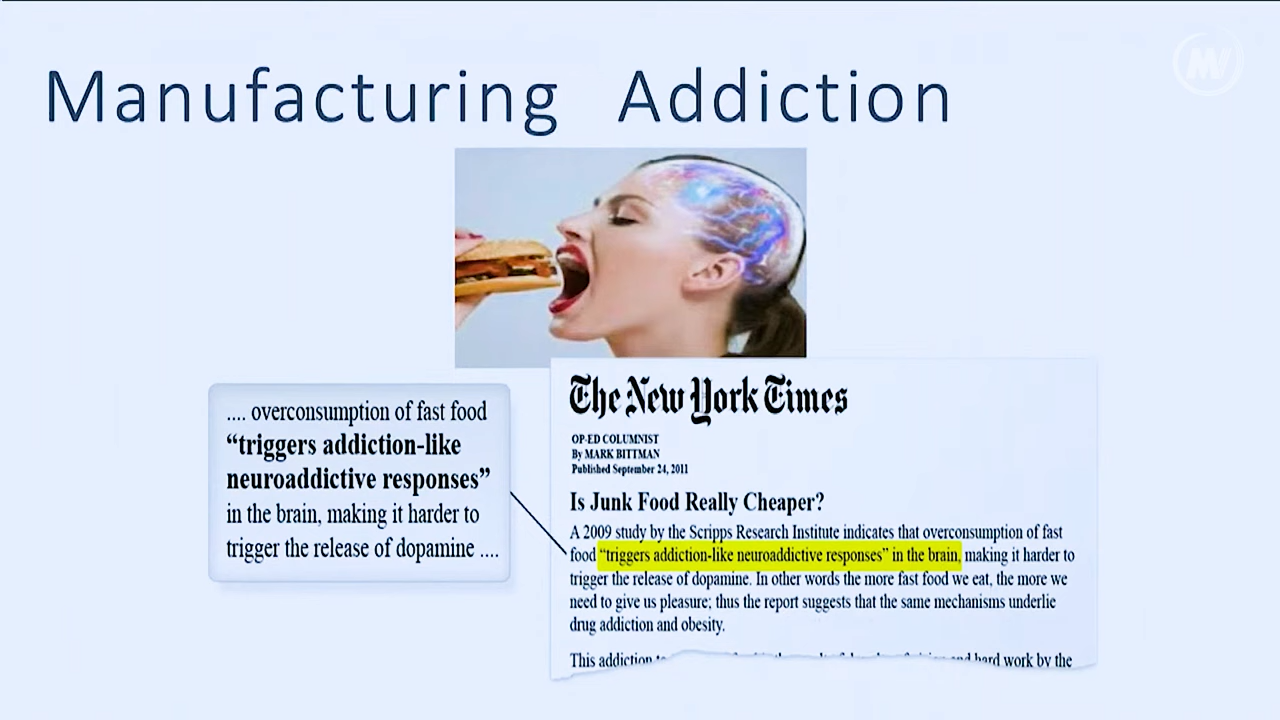 Manufacturing Addiction
.... overconsumption of fast food
“triggers addiction-like
neuroaddictive responses”
in the brain, making it harder to
trigger the release of dopamine ....
The New York Times
OP-ED COLUMNIST
By MARK BITTMAN
Published September 24, 2011
Is Junk Food Really Cheaper?
A 2009 study by the Scripps Research Institute indicates that overconsumption of fast
food “triggers addiction-like neuroaddictive responses” in the brain, making it harder to
trigger the release of dopamine. In other words the more fast food we eat, the more we
need to give us pleasure; thus the report suggests that the same mechanisms underlie
drug addiction and obesity.
This addiction and hard work by the